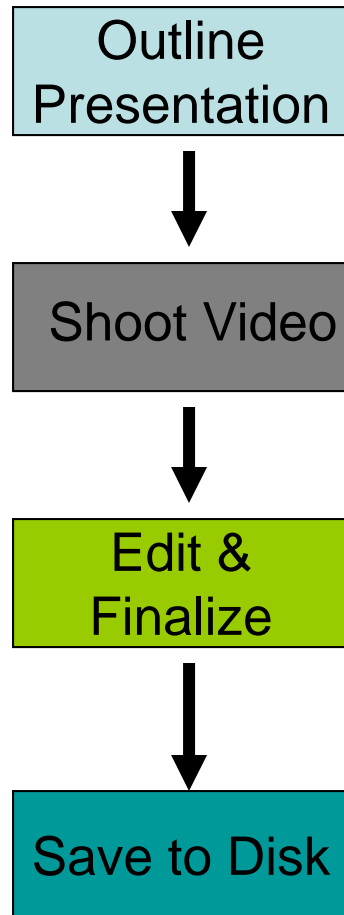 Outline
Presentation
Shoot Video
Edit &
Finalize
Save to Disk